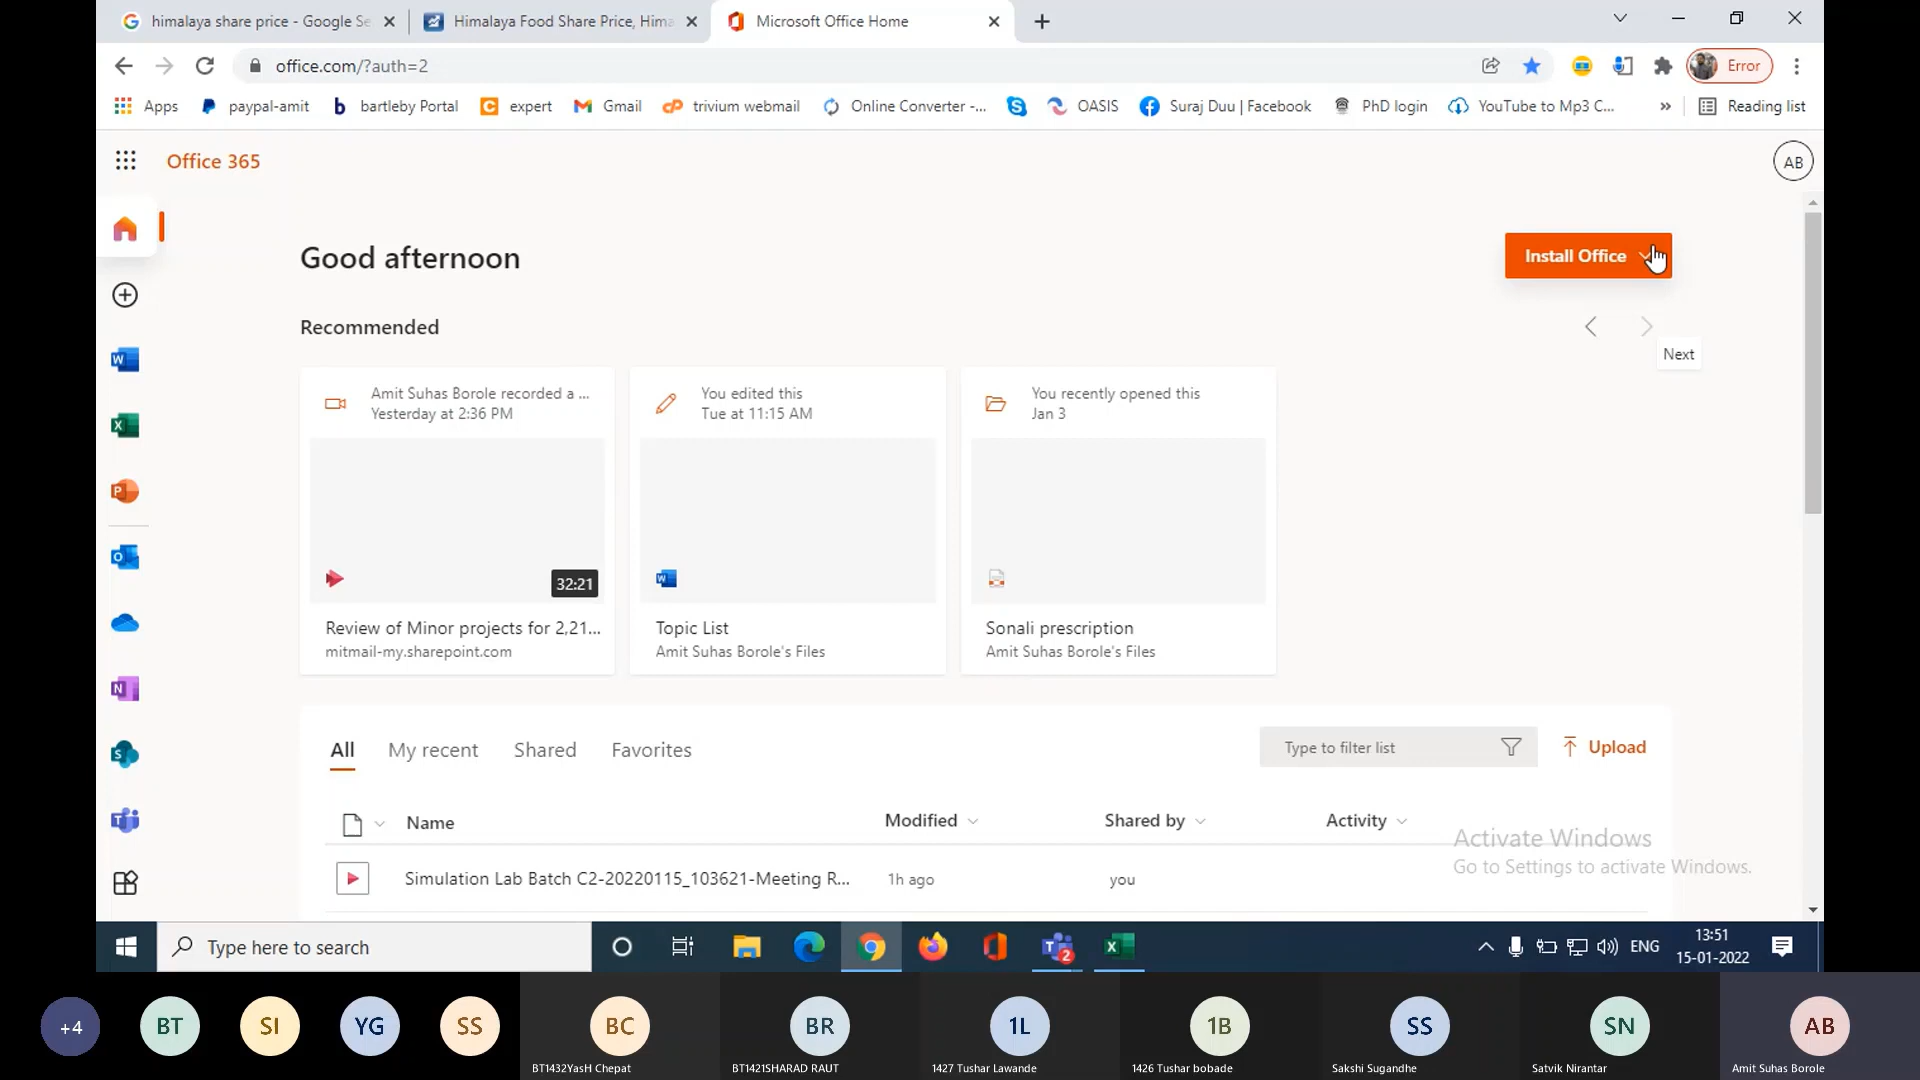 himalaya share price - Google Se
Himalaya Food Share Price, Hima
Microsoft Office Home
office.com/?auth=2
Error
Apps
paypal-amit
bartleby Portal
expert
Gmail
trivium webmail
Online Converter -...
OASIS
Suraj Duu | Facebook
PhD login
YouTube to Mp3 C...
»
Reading list
Office 365
AB
Good afternoon
Install Office
Recommended
Next
Amit Suhas Borole recorded a ...
Yesterday at 2:36 PM
You edited this
Tue at 11:15 AM
You recently opened this
Jan 3
32:21
Review of Minor projects for 2,21...
mitmail-my.sharepoint.com
Topic List
Amit Suhas Borole's Files
Sonali prescription
Amit Suhas Borole's Files
All
My recent
Shared
Favorites
Type to filter list
Upload
Name
Modified
Shared by
Activity
Activate Windows
Go to Settings to activate Windows.
Simulation Lab Batch C2-20220115_103621-Meeting R...
1h ago
you
Type here to search
2
ENG
13:51
15-01-2022
+4
BT
SI
YG
SS
BC
BR
1L
1B
SS
SN
AB
BT1432YasH Chepat
BT1421SHARAD RAUT
1427 Tushar Lawande
1426 Tushar bobade
Sakshi Sugandhe
Satvik Nirantar
Amit Suhas Borole